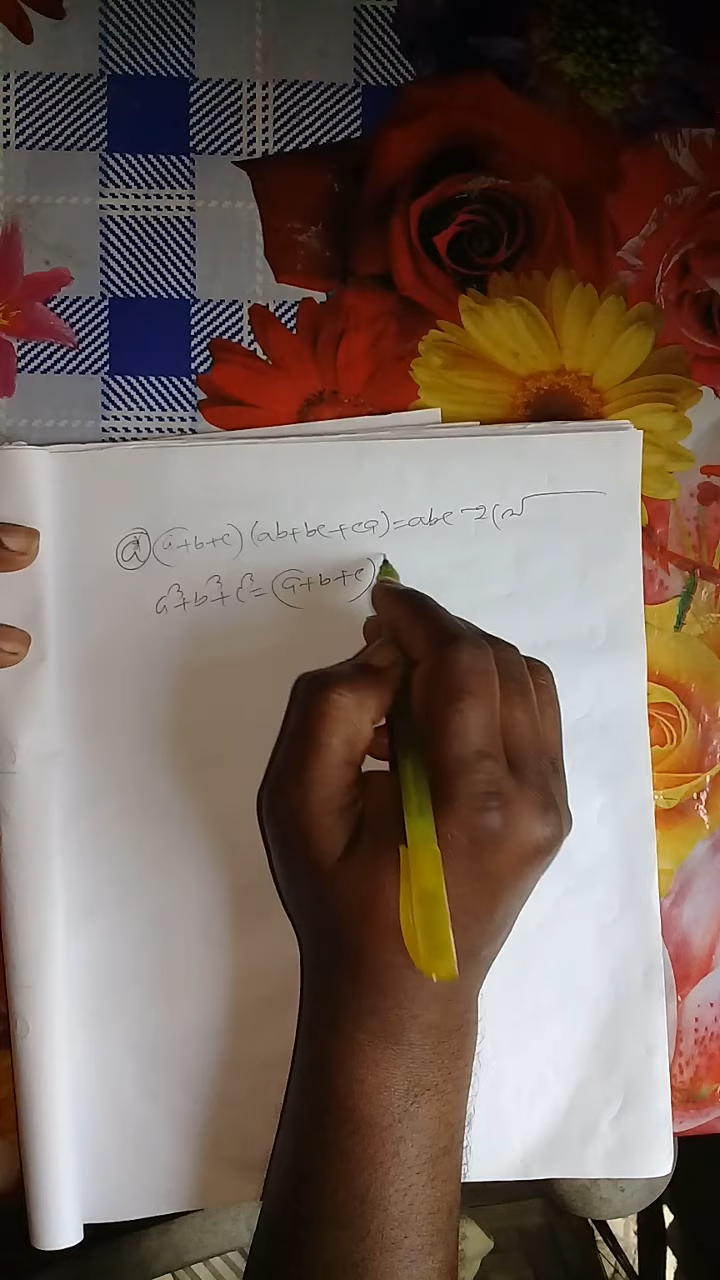 ⓐ (a+b+c) (ab+bc+ca) = abc -2(√
a³+b³+c³ = (a+b+c)